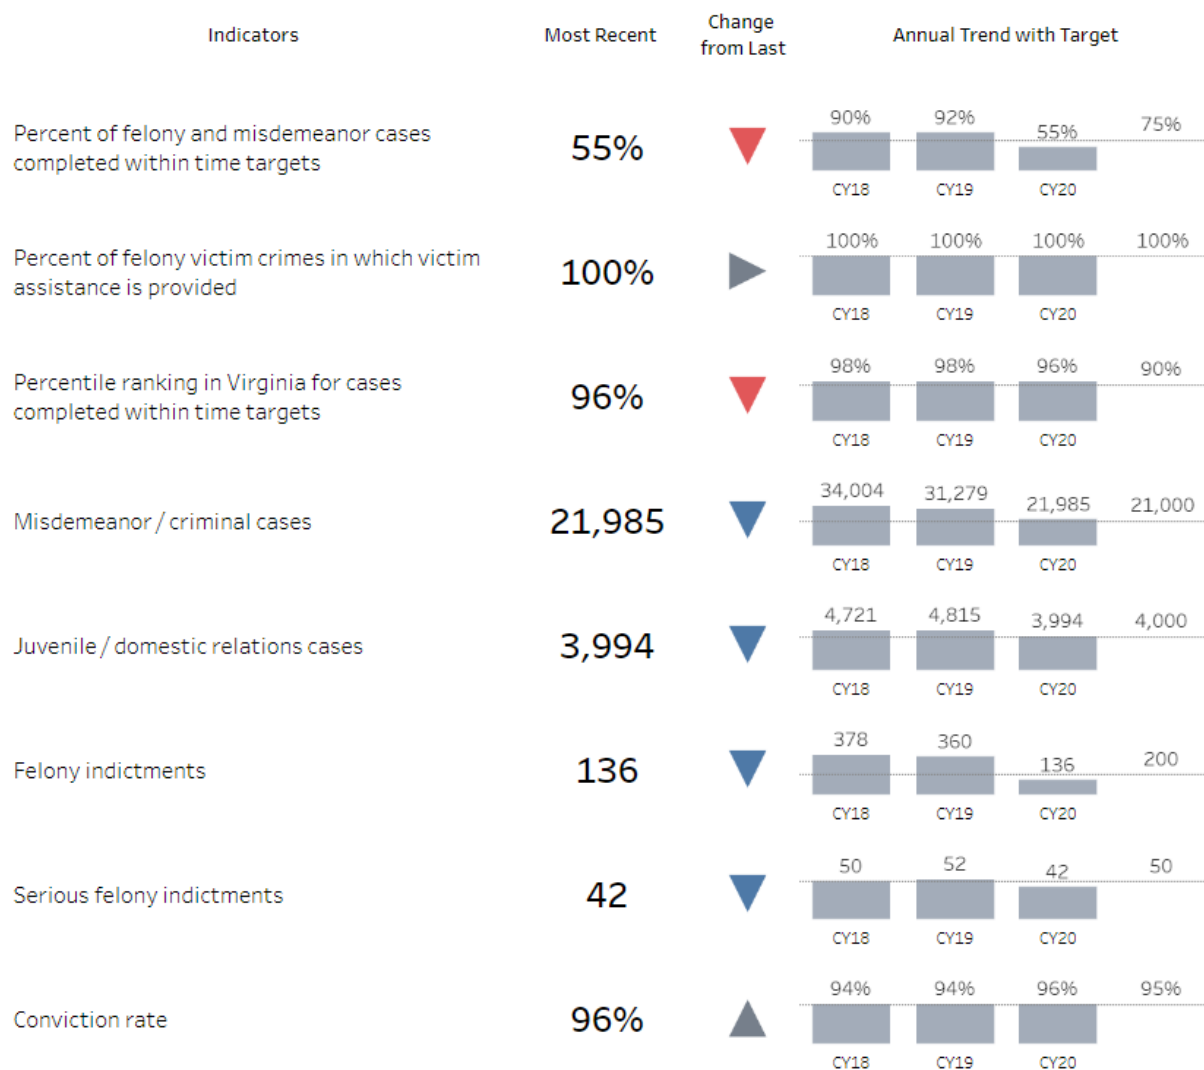 Indicators
Most Recent
Change
from Last
Annual Trend with Target
Percent of felony and misdemeanor cases
completed within time targets
55%
90%
92%
55%
75%
CY18
CY19
CY20
Percent of felony victim crimes in which victim
assistance is provided
100%
100%
100%
100%
100%
CY18
CY19
CY20
Percentile ranking in Virginia for cases
completed within time targets
96%
98%
98%
96%
90%
CY18
CY19
CY20
Misdemeanor / criminal cases
21,985
34,004
31,279
21,985
21,000
CY18
CY19
CY20
Juvenile / domestic relations cases
3,994
4,721
4,815
3,994
4,000
CY18
CY19
CY20
Felony indictments
136
378
360
136
200
CY18
CY19
CY20
Serious felony indictments
42
50
52
42
50
CY18
CY19
CY20
Conviction rate
96%
94%
94%
96%
95%
CY18
CY19
CY20